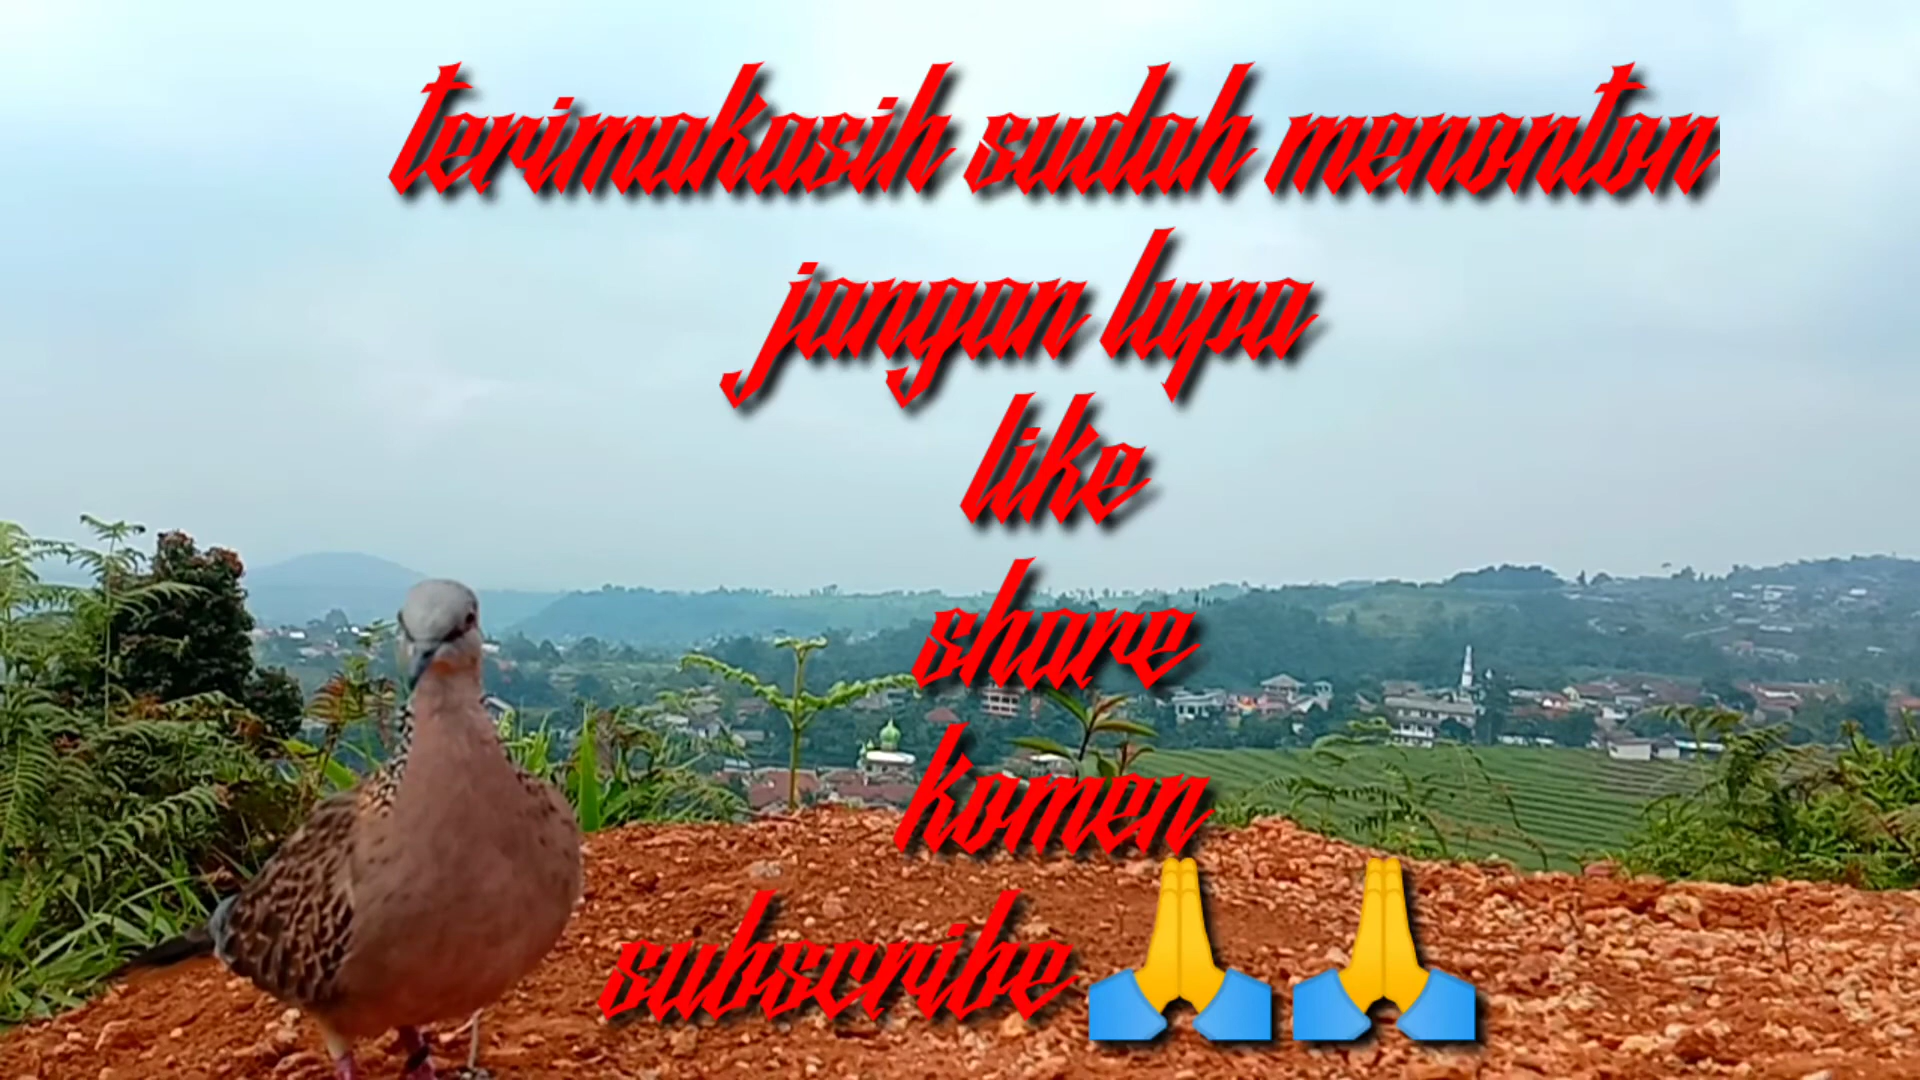 terimakasih sudah menonton
jangan lupa
like
share
komen
subscribe 🙏🙏